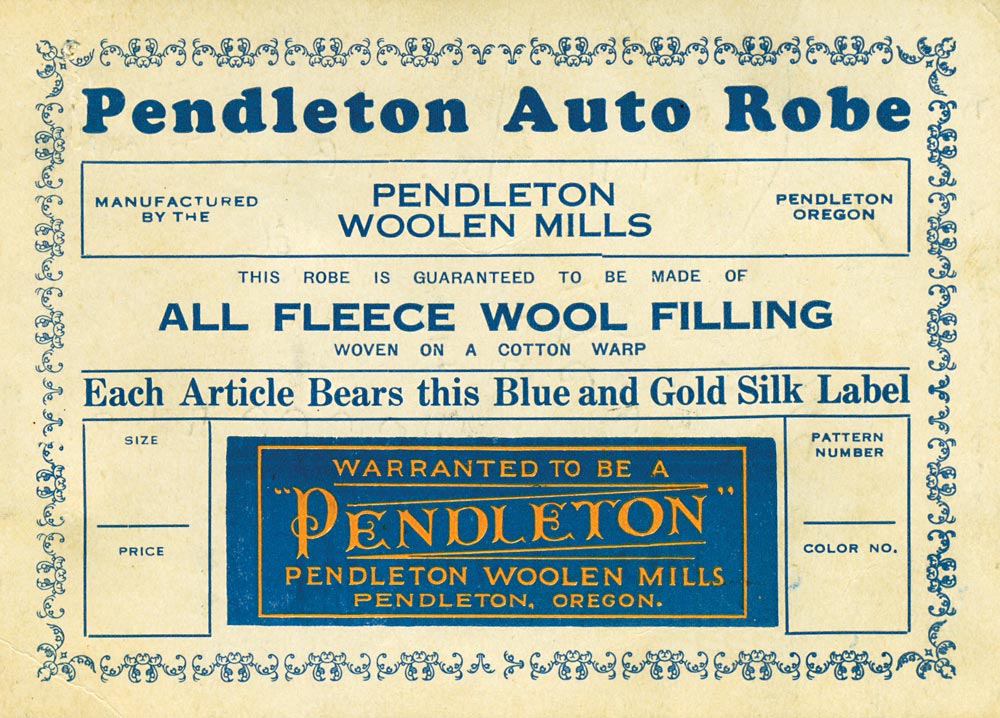 Pendleton Auto Robe
MANUFACTURED
BY THE
PENDLETON
WOOLEN MILLS
PENDLETON
OREGON
THIS ROBE IS GUARANTEED TO BE MADE OF
ALL FLEECE WOOL FILLING
WOVEN ON A COTTON WARP
Each Article Bears this Blue and Gold Silk Label
SIZE
PRICE
WARRANTED TO BE A
"PENDLETON"
PENDLETON WOOLEN MILLS
PENDLETON, OREGON.
PATTERN
NUMBER
COLOR NO.